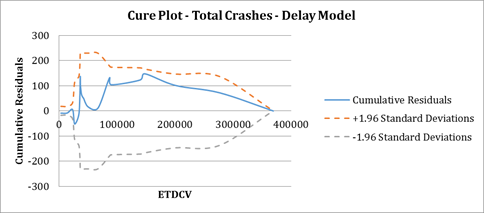 Cure Plot - Total Crashes - Delay Model
300
200
100
0
-100
-200
-300
Cumulative Residuals
0
100000
200000
300000
400000
ETDCV
Cumulative Residuals
+1.96 Standard Deviations
-1.96 Standard Deviations